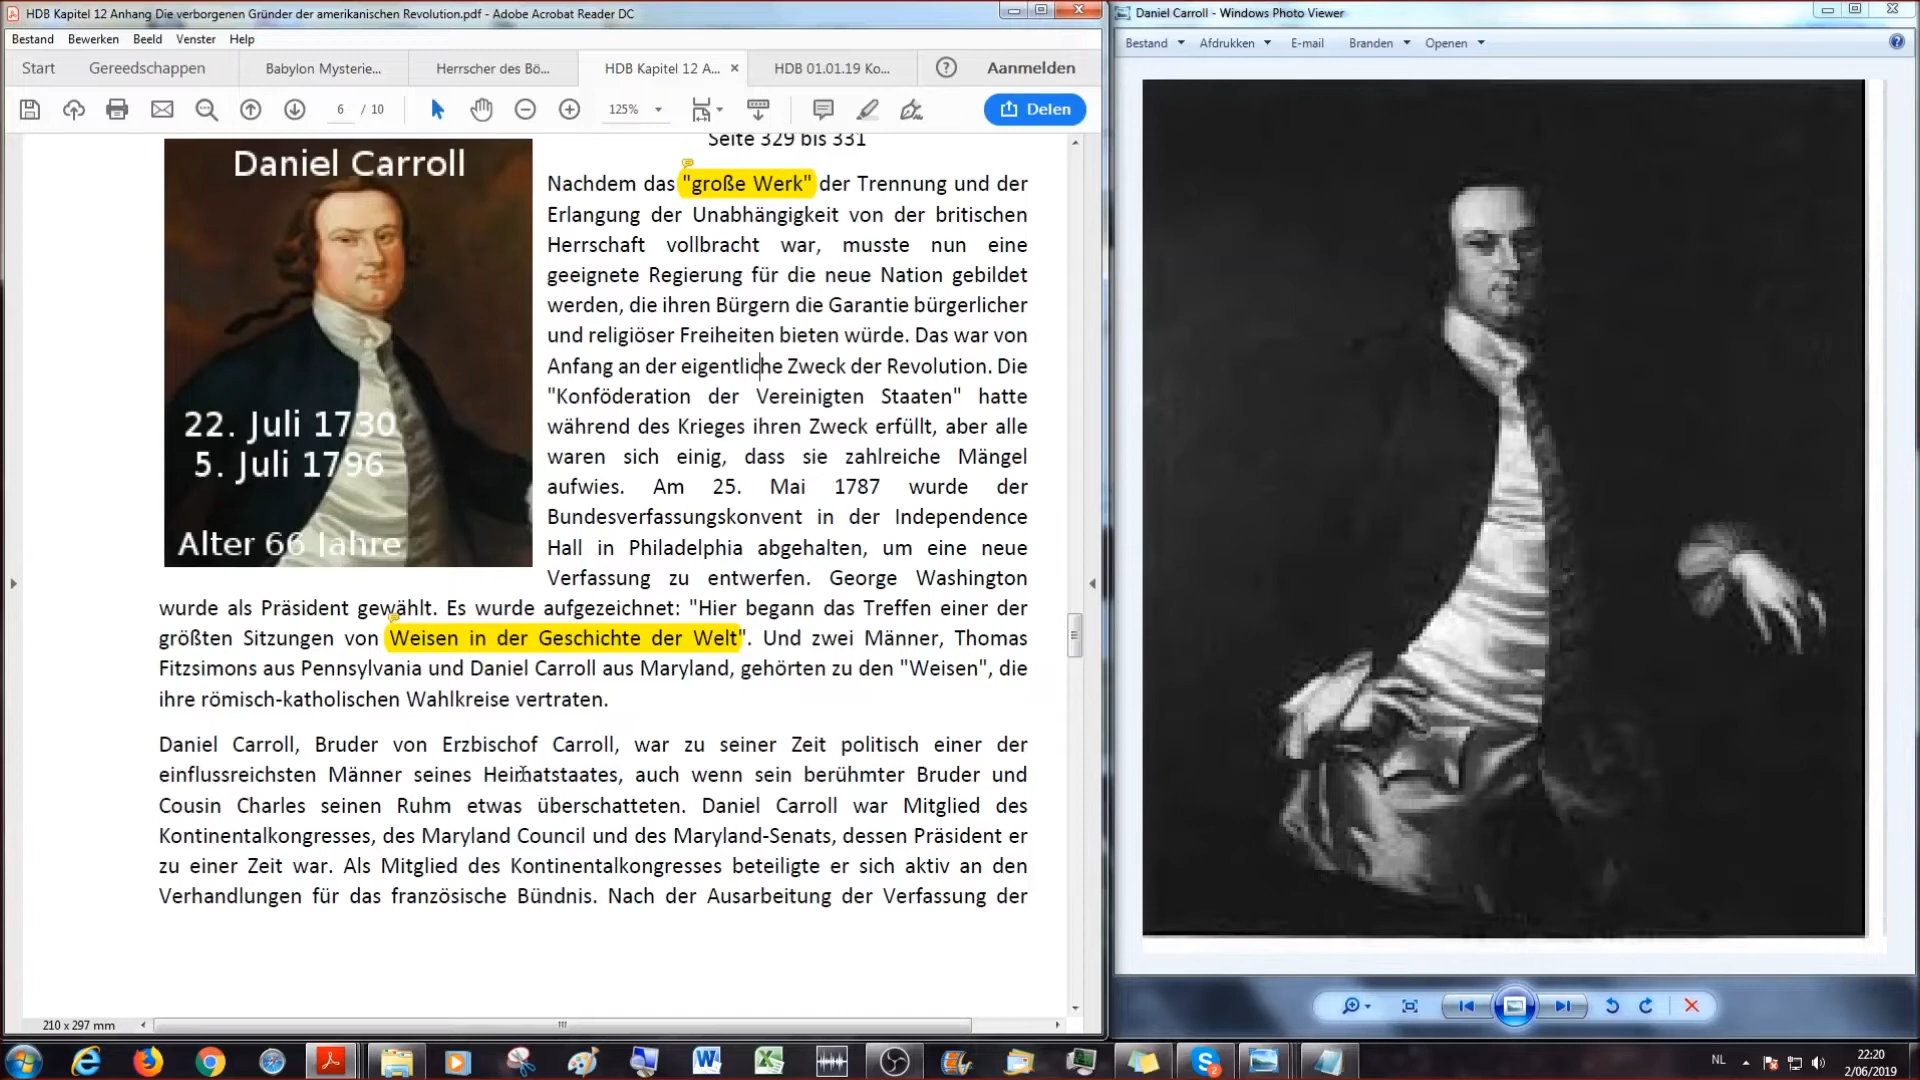 HDB Kapitel 12 Anhang Die verborgenen Gründer der amerikanischen Revolution.pdf - Adobe Acrobat Reader DC
Bestand Bewerken Beeld Venster Help
Start Gereedschappen Babylon Mysterie... Herrscher des Bö... HDB Kapitel 12 A... HDB 01.01.19 Ko... Aanmelden
6 / 10 125% Delen
Daniel Carroll
22. Juli 1730
5. Juli 1796
Alter 66 Jahre
Seite 329 bis 331
Nachdem das "große Werk" der Trennung und der
Erlangung der Unabhängigkeit von der britischen
Herrschaft vollbracht war, musste nun eine
geeignete Regierung für die neue Nation gebildet
werden, die ihren Bürgern die Garantie bürgerlicher
und religiöser Freiheiten bieten würde. Das war von
Anfang an der eigentliche Zweck der Revolution. Die
"Konföderation der Vereinigten Staaten" hatte
während des Krieges ihren Zweck erfüllt, aber alle
waren sich einig, dass sie zahlreiche Mängel
aufwies. Am 25. Mai 1787 wurde der
Bundesverfassungskonvent in der Independence
Hall in Philadelphia abgehalten, um eine neue
Verfassung zu entwerfen. George Washington
wurde als Präsident gewählt. Es wurde aufgezeichnet: "Hier begann das Treffen einer der
größten Sitzungen von Weisen in der Geschichte der Welt". Und zwei Männer, Thomas
Fitzsimons aus Pennsylvania und Daniel Carroll aus Maryland, gehörten zu den "Weisen", die
ihre römisch-katholischen Wahlkreise vertraten.
Daniel Carroll, Bruder von Erzbischof Carroll, war zu seiner Zeit politisch einer der
einflussreichsten Männer seines Heimatstaates, auch wenn sein berühmter Bruder und
Cousin Charles seinen Ruhm etwas überschatteten. Daniel Carroll war Mitglied des
Kontinentalkongresses, des Maryland Council und des Maryland-Senats, dessen Präsident er
zu einer Zeit war. Als Mitglied des Kontinentalkongresses beteiligte er sich aktiv an den
Verhandlungen für das französische Bündnis. Nach der Ausarbeitung der Verfassung der
210 x 297 mm
Daniel Carroll - Windows Photo Viewer
Bestand Afdrukken E-mail Branden Openen
NL
22:20
2/06/2019